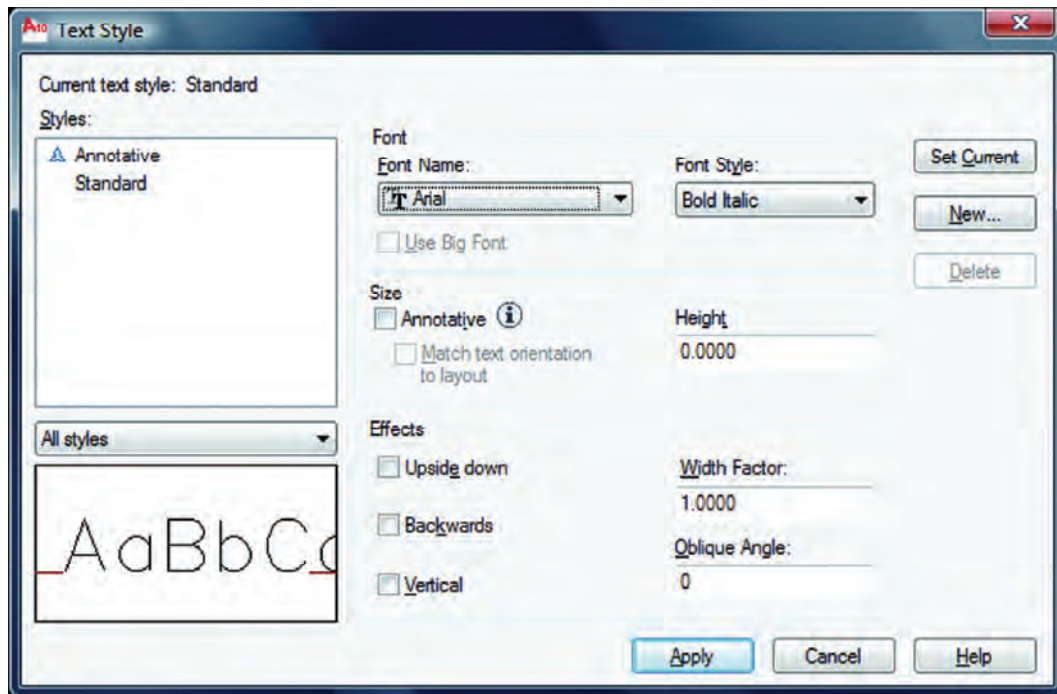 A10 Text Style
Current text style: Standard
Styles:
Annotative
Standard
All styles
AaBbC
Font
Font Name:
Arial
Use Big Font
Font Style:
Bold Italic
Size
Annotative
Match text orientation
to layout
Height
0.0000
Effects
Upside down
Backwards
Vertical
Width Factor:
1.0000
Oblique Angle:
0
Set Current
New...
Delete
Apply
Cancel
Help